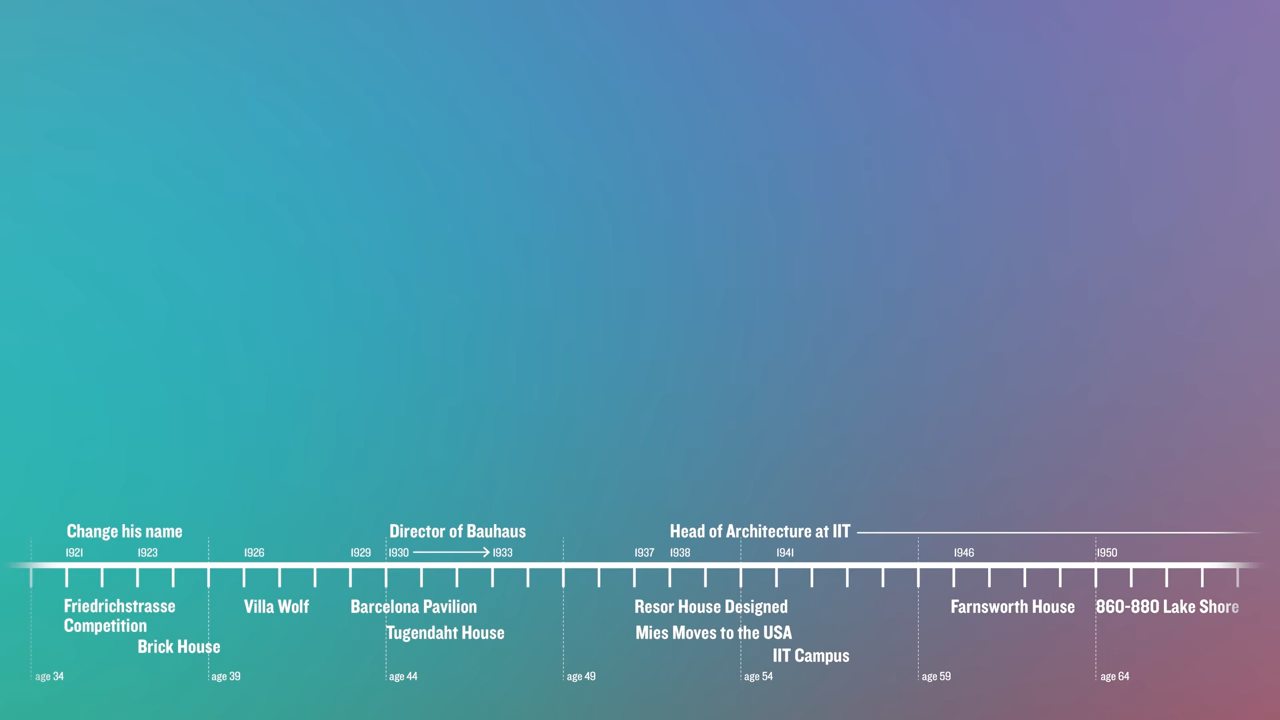 Change his name
Director of Bauhaus
Head of Architecture at IIT
1921
1923
1926
1929
1930
1933
1937
1938
1941
1946
1950
Friedrichstrasse
Competition
Brick House
Villa Wolf
Barcelona Pavilion
Tugendaht House
Resor House Designed
Mies Moves to the USA
IIT Campus
Farnsworth House
860-880 Lake Shore
age 34
age 39
age 44
age 49
age 54
age 59
age 64